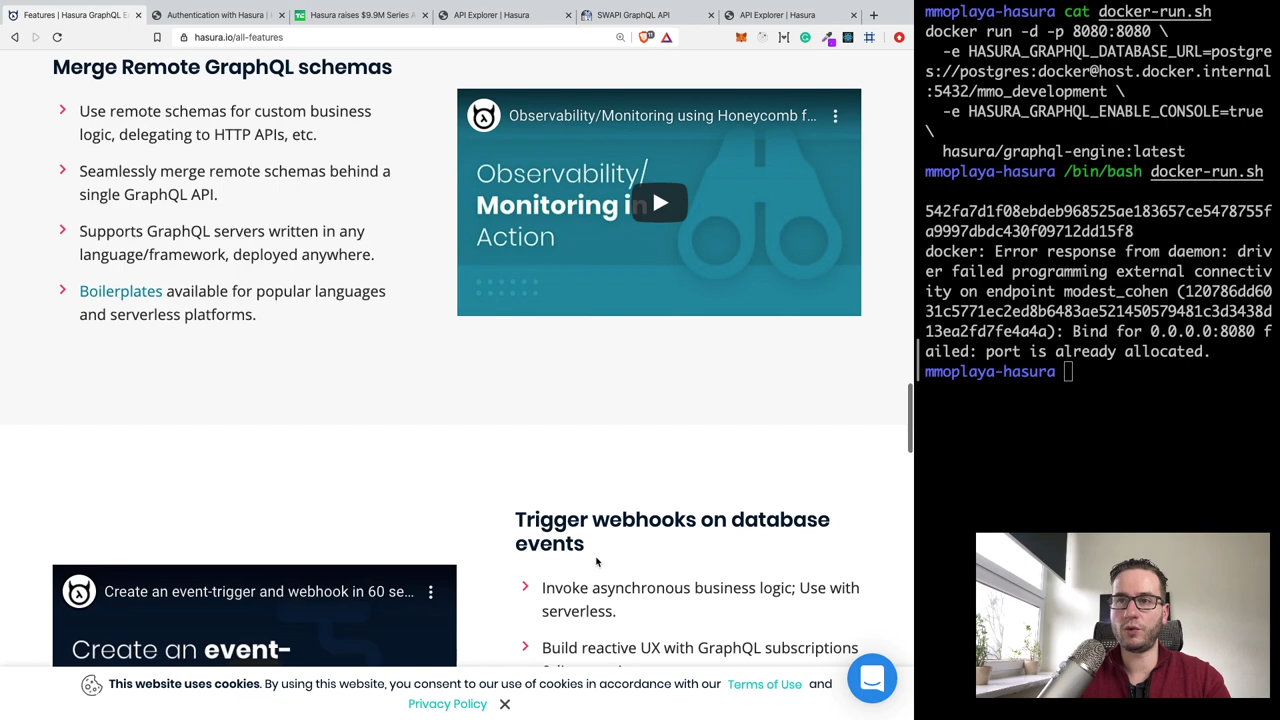 Features | Hasura GraphQL E
Authentication with Hasura |
Hasura raises $9.9M Series A
API Explorer | Hasura
SWAPI GraphQL API
API Explorer | Hasura
hasura.io/all-features
Merge Remote GraphQL schemas
Use remote schemas for custom business
logic, delegating to HTTP APIs, etc.
Seamlessly merge remote schemas behind a
single GraphQL API.
Supports GraphQL servers written in any
language/framework, deployed anywhere.
Boilerplates available for popular languages
and serverless platforms.
Observability/Monitoring using Honeycomb f...
Observability/
Monitoring in
Action
Trigger webhooks on database
events
Invoke asynchronous business logic; Use with
serverless.
Build reactive UX with GraphQL subscriptions
Create an event-trigger and webhook in 60 se...
Create an event-
This website uses cookies. By using this website, you consent to our use of cookies in accordance with our Terms of Use and
Privacy Policy
mmoplaya-hasura cat docker-run.sh
docker run -d -p 8080:8080 \
-e HASURA_GRAPHQL_DATABASE_URL=postgre
s://postgres:docker@host.docker.internal
:5432/mmo_development \
-e HASURA_GRAPHQL_ENABLE_CONSOLE=true
\
hasura/graphql-engine:latest
mmoplaya-hasura /bin/bash docker-run.sh
542fa7d1f08ebdeb968525ae183657ce5478755f
a9997dbdc430f09712dd15f8
docker: Error response from daemon: driv
er failed programming external connectiv
ity on endpoint modest_cohen (120786dd60
31c5771ec2ed8b6483ae521450579481c3d3438d
13ea2fd7fe4a4a): Bind for 0.0.0.0:8080 f
ailed: port is already allocated.
mmoplaya-hasura